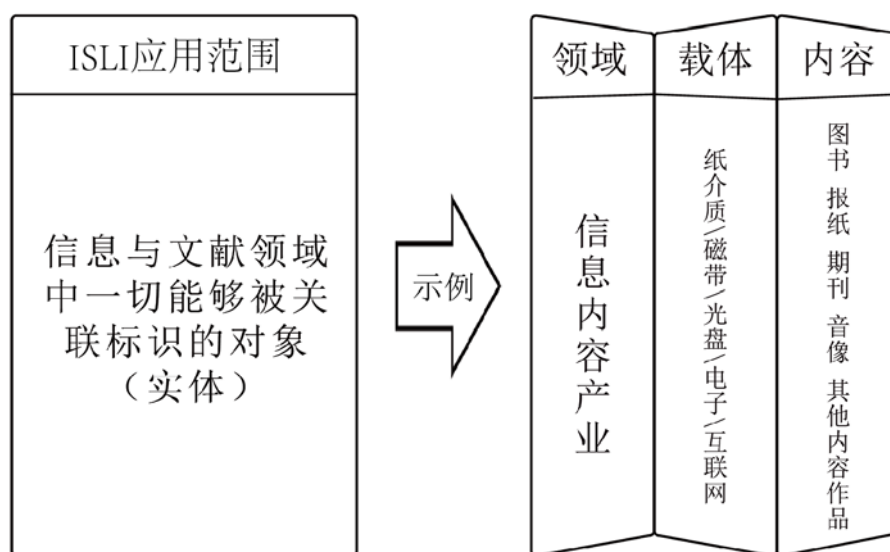 ISLI应用范围
信息与文献领域
中一切能够被关
联标识的对象
（实体）
示例
领域
信息内容产业
载体
纸介质\磁带\光盘\电子\互联网
内容
图书 报纸 期刊 音像 其他内容作品